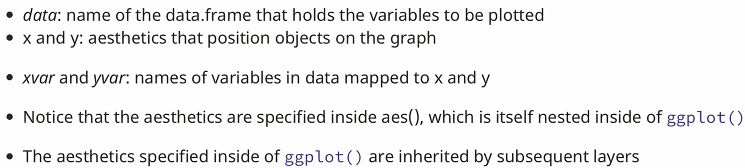 • data: name of the data.frame that holds the variables to be plotted
• x and y: aesthetics that position objects on the graph
• xvar and yvar: names of variables in data mapped to x and y
• Notice that the aesthetics are specified inside aes(), which is itself nested inside of ggplot()
• The aesthetics specified inside of ggplot() are inherited by subsequent layers